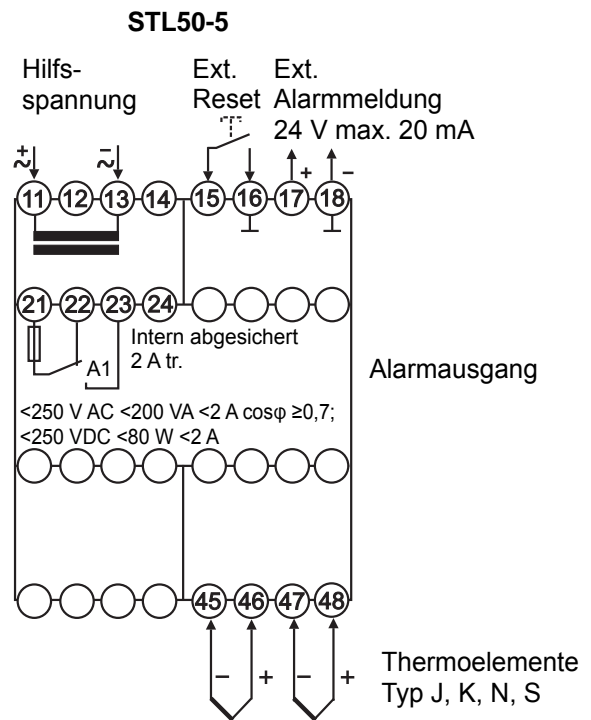 STL50-5
Hilfs-
spannung
Ext.
Reset
Ext.
Alarmmeldung
24 V max. 20 mA
+
~
−
~
+
−
11 12 13 14 15 16 17 18
21 22 23 24
A1
Intern abgesichert
2 A tr.
Alarmausgang
<250 V AC <200 VA <2 A cosφ ≥0,7;
<250 VDC <80 W <2 A
45 46 47 48
− + − +
Thermoelemente
Typ J, K, N, S